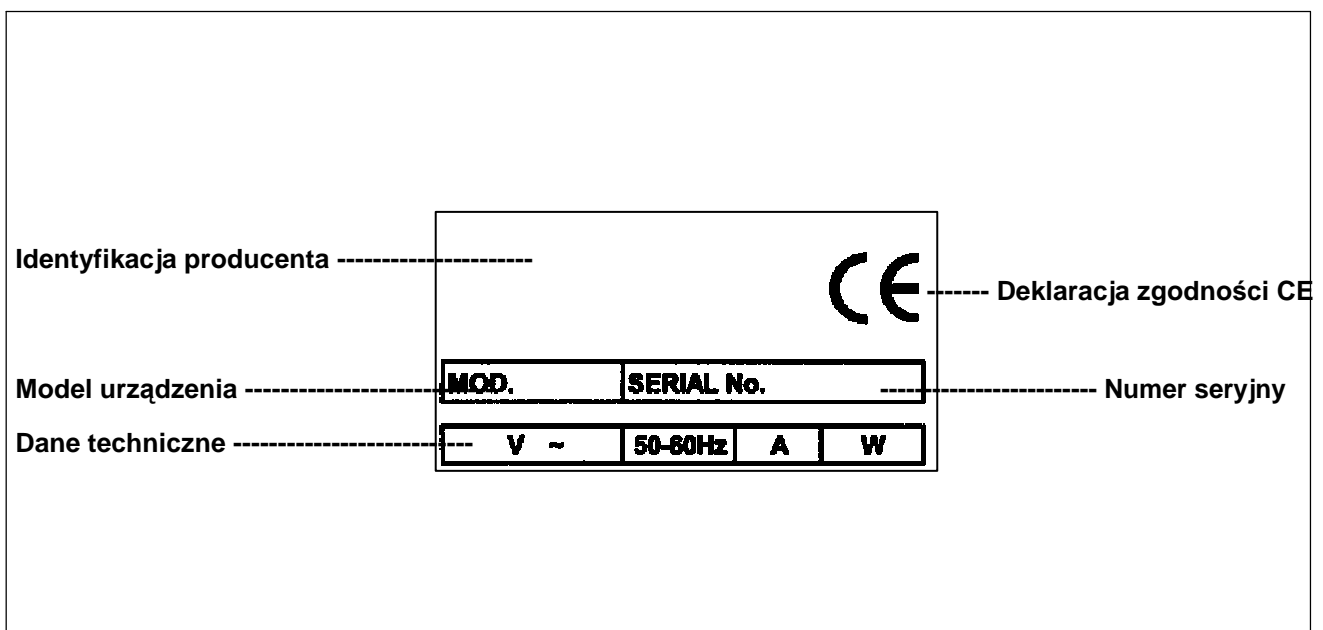 Identyfikacja producenta ----------------------
CE ------- Deklaracja zgodności CE
Model urządzenia ----------------------- MOD. SERIAL No. ------------------------ Numer seryjny
Dane techniczne --------------------------- V ~ 50-60Hz A W